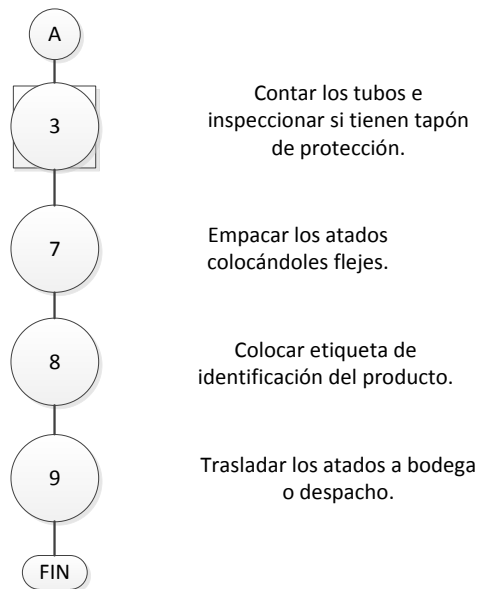 A
3
Contar los tubos e
inspeccionar si tienen tapón
de protección.
7
Empacar los atados
colocándoles flejes.
8
Colocar etiqueta de
identificación del producto.
9
Trasladar los atados a bodega
o despacho.
FIN